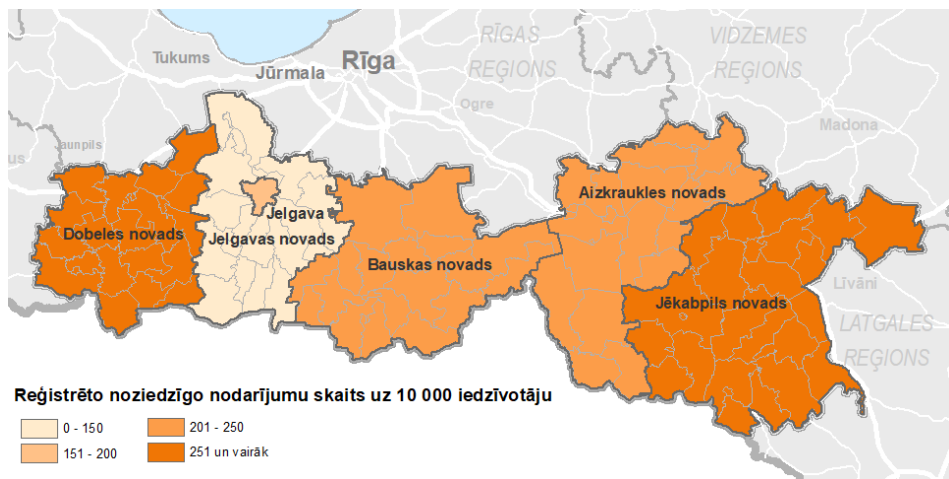 RĪGAS
REĢIONS
VIDZEMES
REĢIONS
Tukums
Jūrmala
Rīga
Ogre
Madona
aunpils
us
Aizkraukles novads
Jelgava
Dobeles novads
Jelgavas novads
Bauskas novads
Līvāni
Jēkabpils novads
LATGALES
REĢIONS
Reģistrēto noziedzīgo nodarījumu skaits uz 10 000 iedzīvotāju
0 - 150
201 - 250
151 - 200
251 un vairāk